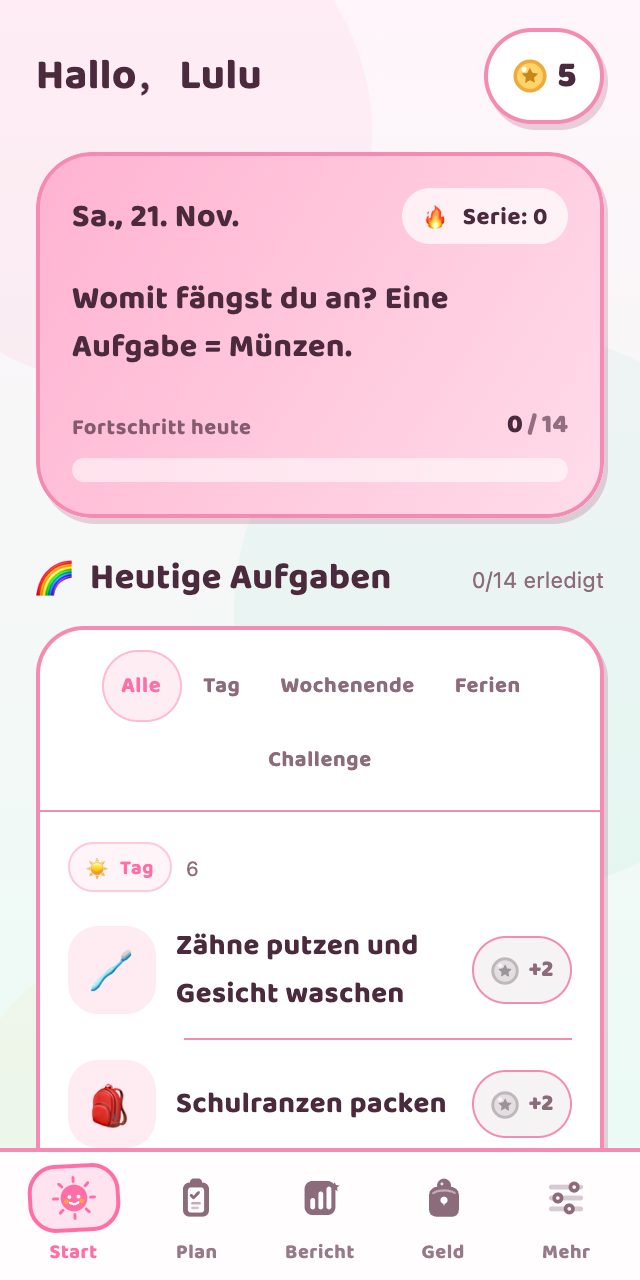 Hallo, Lulu
5
Sa., 21. Nov.
Serie: 0
Womit fängst du an? Eine
Aufgabe = Münzen.
Fortschritt heute
0 / 14
Heutige Aufgaben
0/14 erledigt
Alle
Tag
Wochenende
Ferien
Challenge
Tag
6
Zähne putzen und
Gesicht waschen
+2
Schulranzen packen
+2
Start
Plan
Bericht
Geld
Mehr